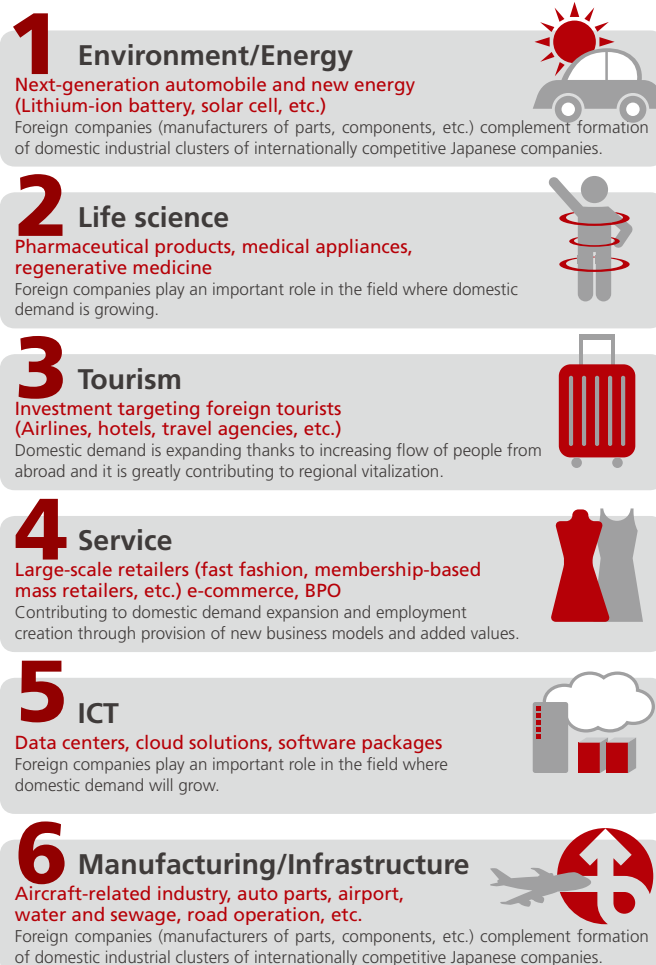 1 Environment/Energy
Next-generation automobile and new energy
(Lithium-ion battery, solar cell, etc.)
Foreign companies (manufacturers of parts, components, etc.) complement formation
of domestic industrial clusters of internationally competitive Japanese companies.
2 Life science
Pharmaceutical products, medical appliances,
regenerative medicine
Foreign companies play an important role in the field where domestic
demand is growing.
3 Tourism
Investment targeting foreign tourists
(Airlines, hotels, travel agencies, etc.)
Domestic demand is expanding thanks to increasing flow of people from
abroad and it is greatly contributing to regional vitalization.
4 Service
Large-scale retailers (fast fashion, membership-based
mass retailers, etc.) e-commerce, BPO
Contributing to domestic demand expansion and employment
creation through provision of new business models and added values.
5 ICT
Data centers, cloud solutions, software packages
Foreign companies play an important role in the field where
domestic demand will grow.
6 Manufacturing/Infrastructure
Aircraft-related industry, auto parts, airport,
water and sewage, road operation, etc.
Foreign companies (manufacturers of parts, components, etc.) complement formation
of domestic industrial clusters of internationally competitive Japanese companies.